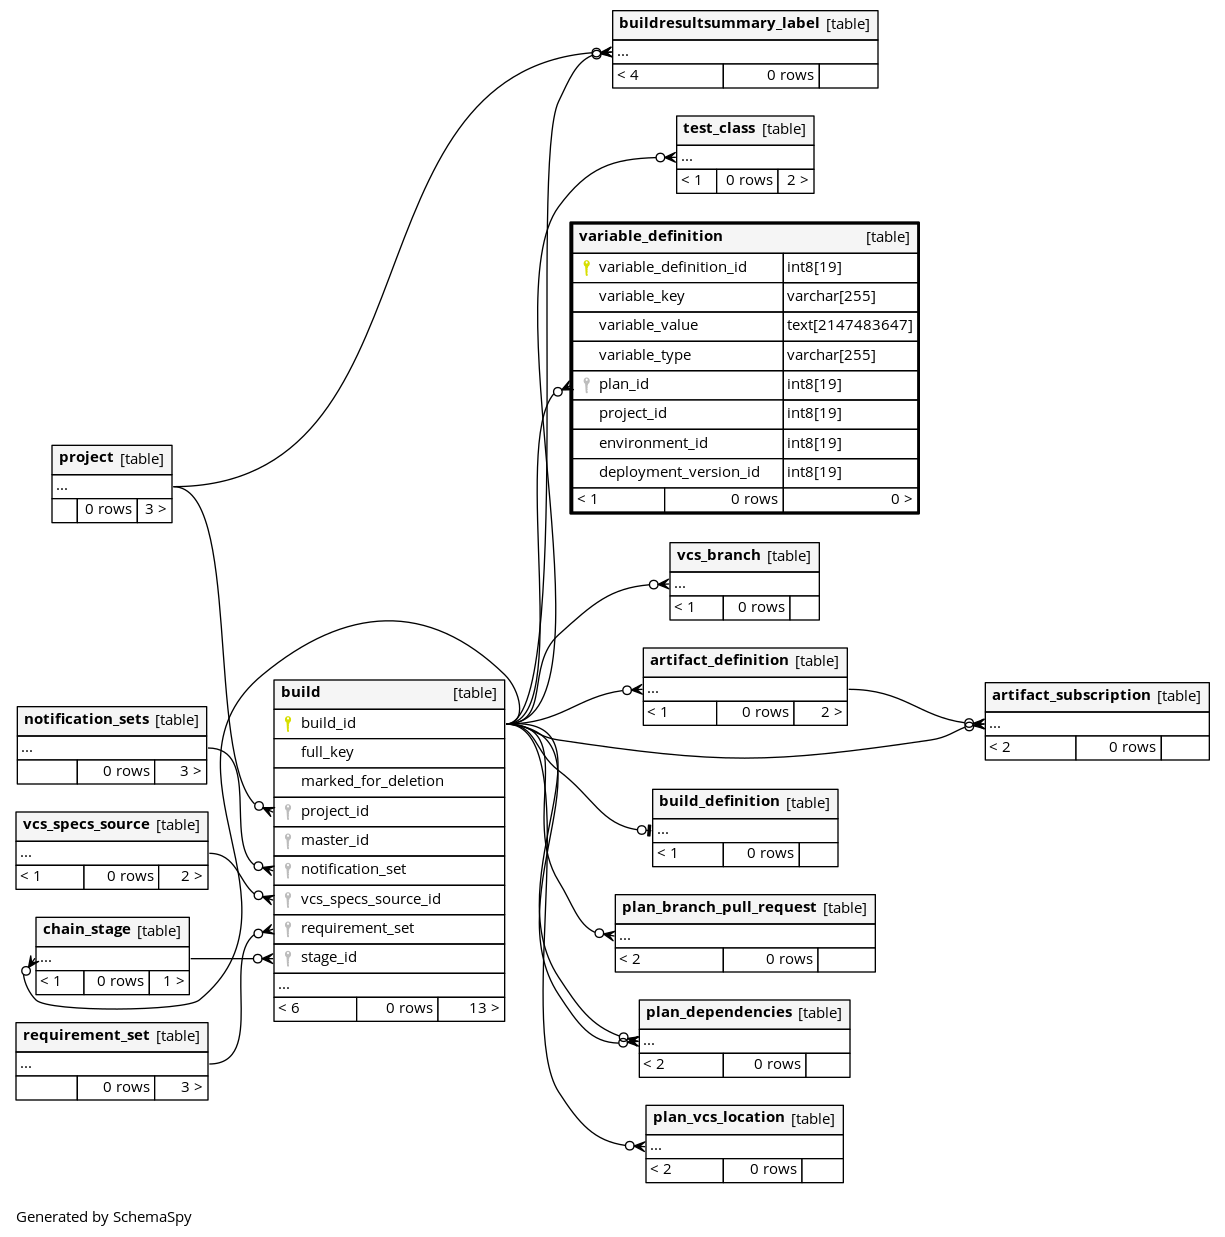 buildresultsummary_label [table]
...
< 4 0 rows
test_class [table]
...
< 1 0 rows 2 >
variable_definition [table]
variable_definition_id int8[19]
variable_key varchar[255]
variable_value text[2147483647]
variable_type varchar[255]
plan_id int8[19]
project_id int8[19]
environment_id int8[19]
deployment_version_id int8[19]
< 1 0 rows 0 >
project [table]
...
0 rows 3 >
vcs_branch [table]
...
< 1 0 rows
artifact_definition [table]
...
< 1 0 rows 2 >
artifact_subscription [table]
...
< 2 0 rows
build [table]
build_id
full_key
marked_for_deletion
project_id
master_id
notification_set
vcs_specs_source_id
requirement_set
stage_id
...
< 6 0 rows 13 >
notification_sets [table]
...
0 rows 3 >
vcs_specs_source [table]
...
< 1 0 rows 2 >
chain_stage [table]
...
< 1 0 rows 1 >
requirement_set [table]
...
0 rows 3 >
build_definition [table]
...
< 1 0 rows
plan_branch_pull_request [table]
...
< 2 0 rows
plan_dependencies [table]
...
< 2 0 rows
plan_vcs_location [table]
...
< 2 0 rows
Generated by SchemaSpy